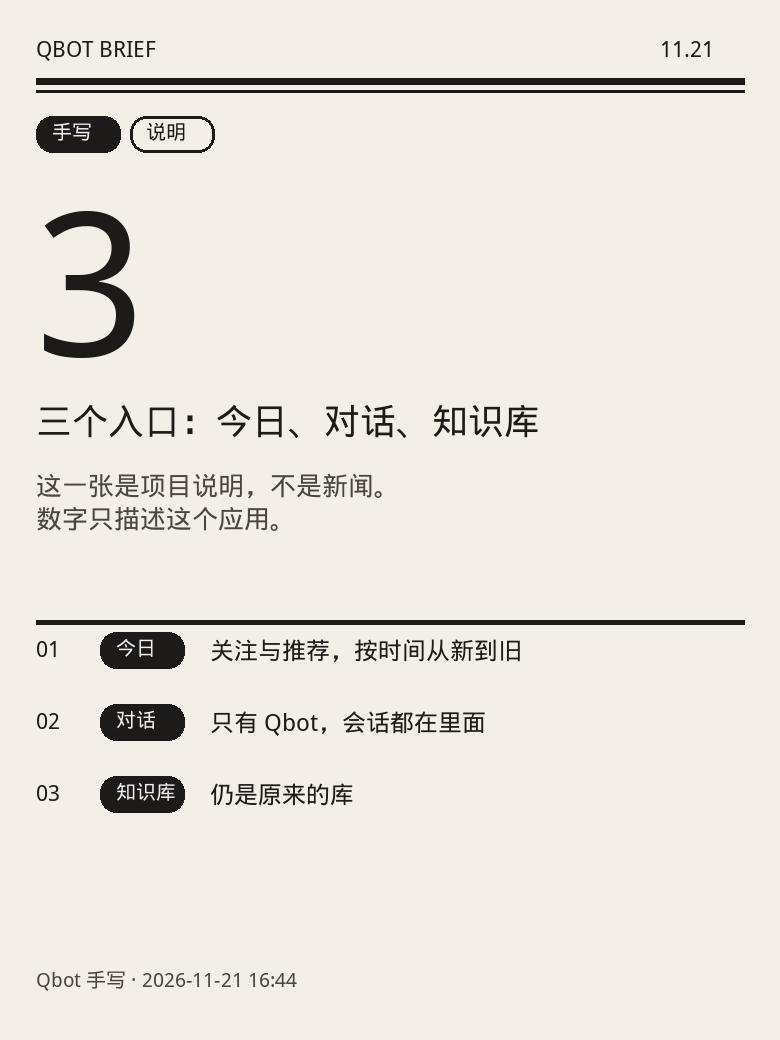 QBOT BRIEF 11.21
手写 说明
3
三个入口：今日、对话、知识库
这一张是项目说明，不是新闻。
数字只描述这个应用。
01 今日 关注与推荐，按时间从新到旧
02 对话 只有 Qbot，会话都在里面
03 知识库 仍是原来的库
Qbot 手写 · 2026-11-21 16:44